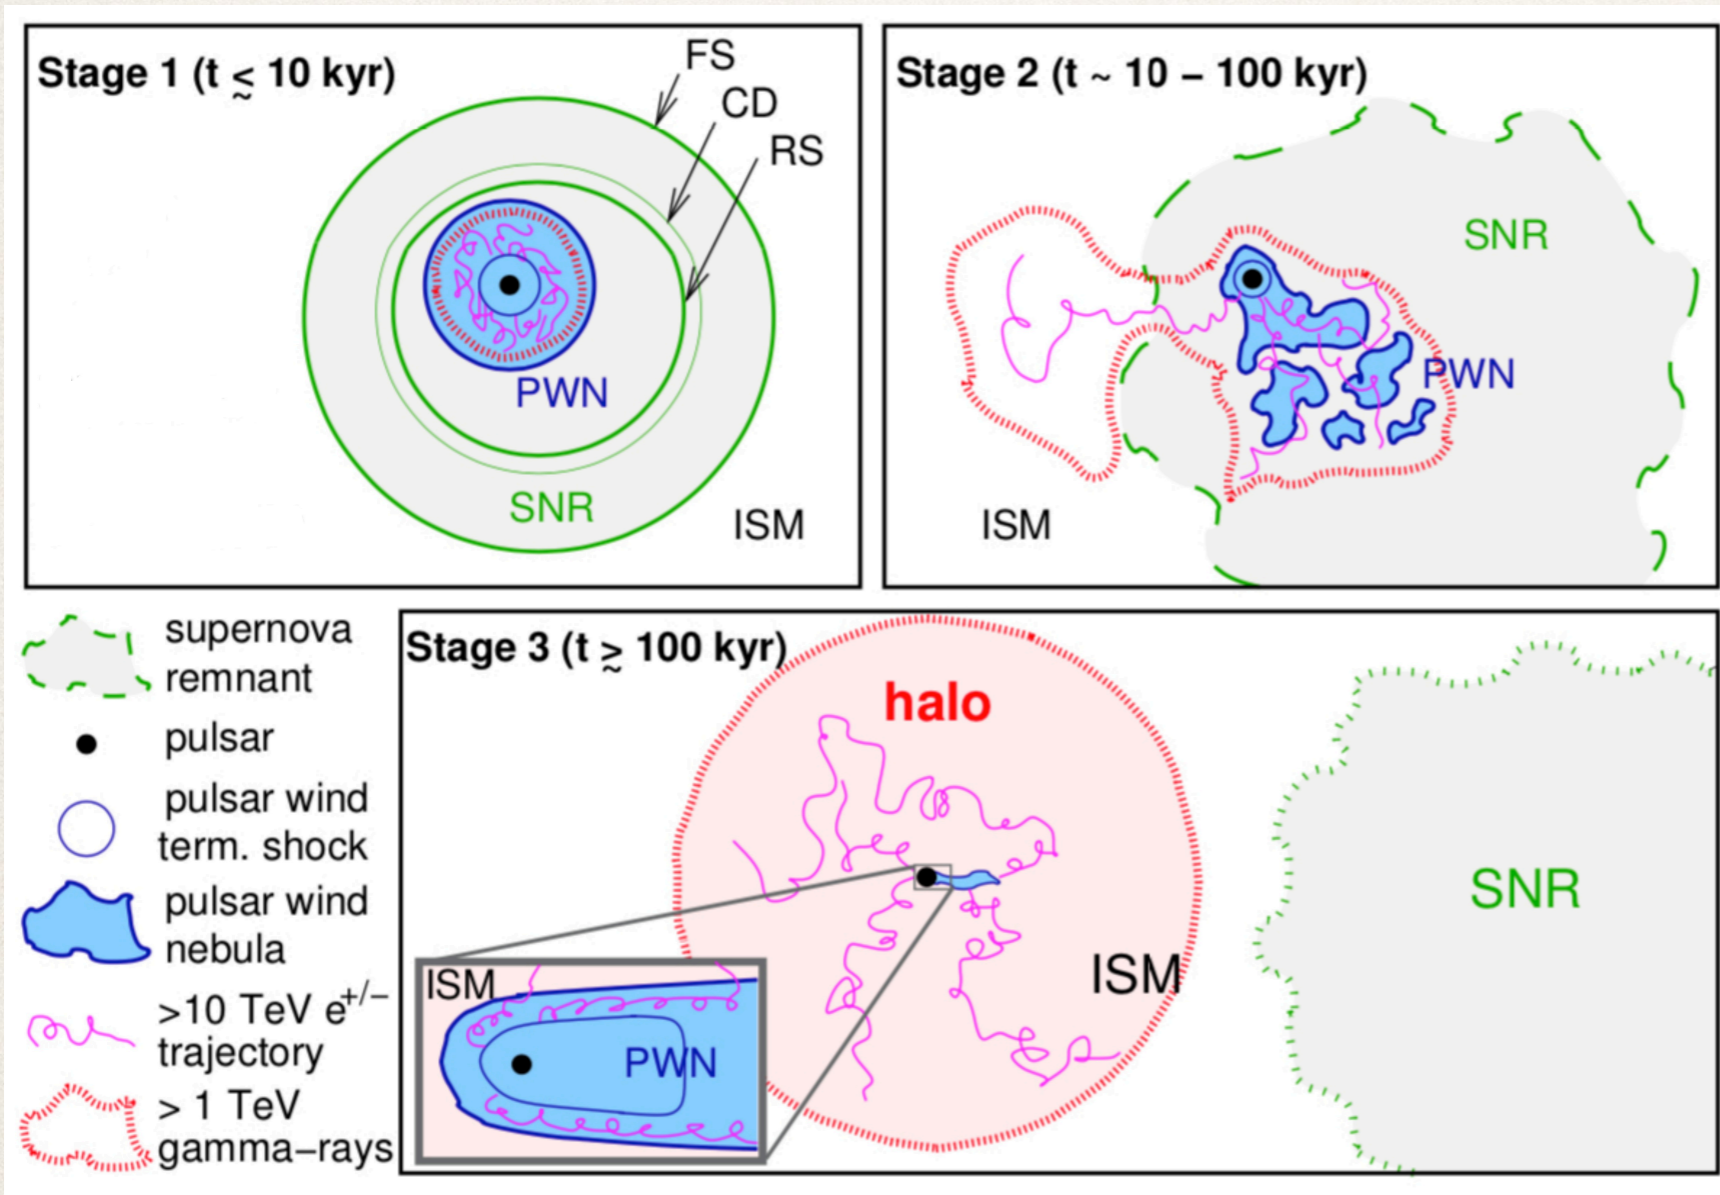 Stage 1 (t ≲ 10 kyr)
FS
CD
RS
PWN
SNR
ISM
Stage 2 (t ~ 10 – 100 kyr)
SNR
PWN
ISM
supernova
remnant
pulsar
pulsar wind
term. shock
pulsar wind
nebula
>10 TeV e+/−
trajectory
> 1 TeV
gamma−rays
Stage 3 (t ≳ 100 kyr)
halo
ISM
SNR
ISM
PWN